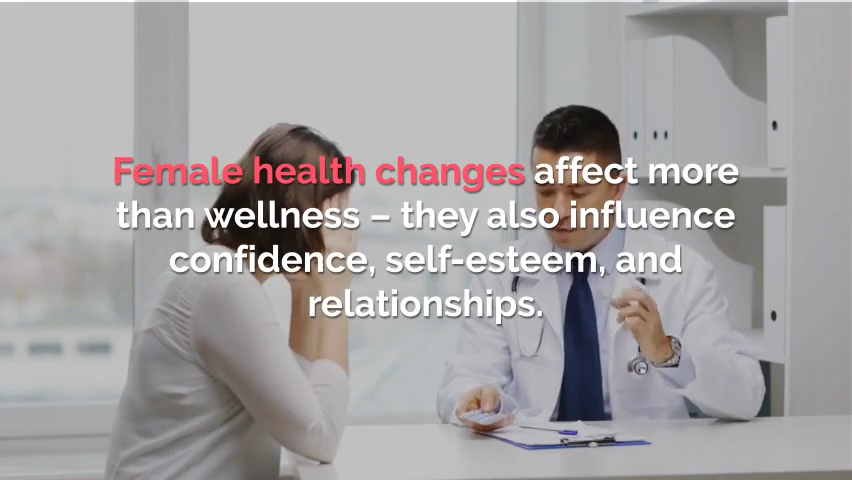 Female health changes affect more
than wellness – they also influence
confidence, self-esteem, and
relationships.